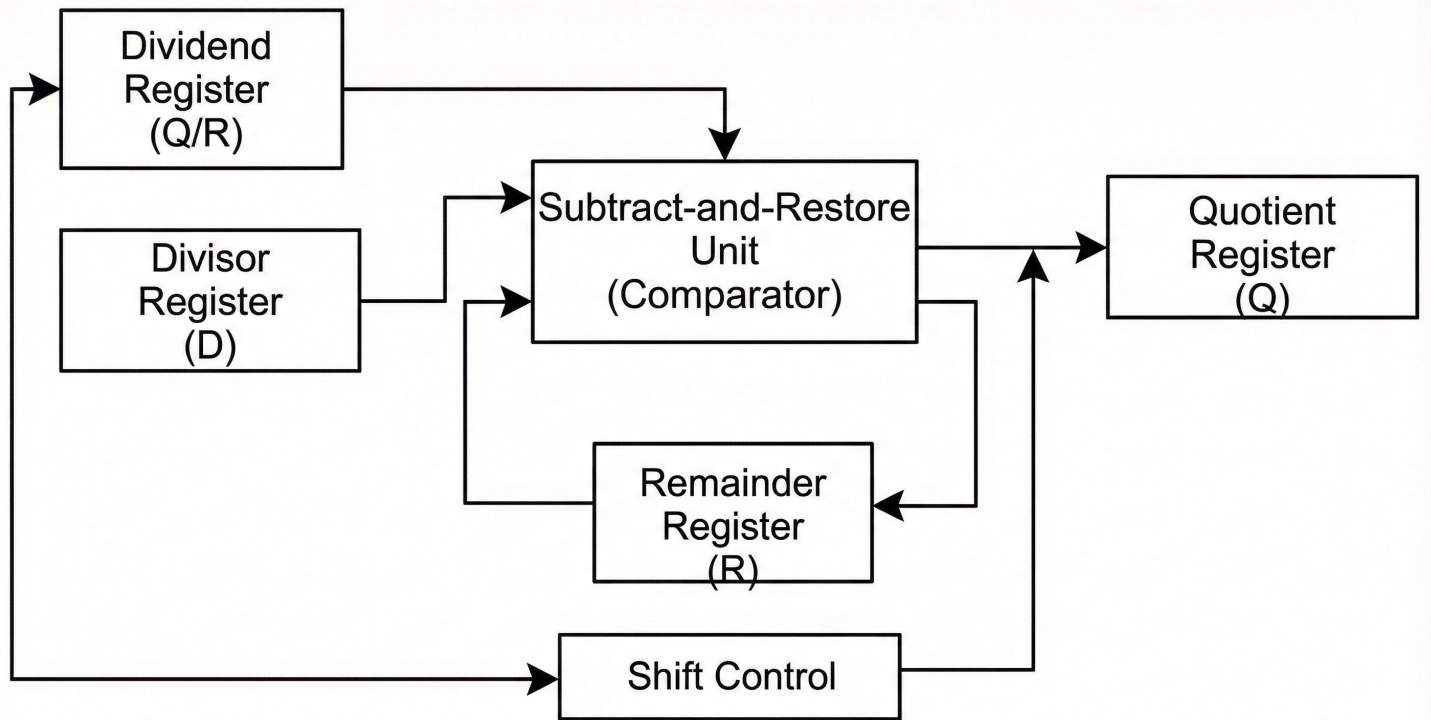 Dividend
Register
(Q/R)
Divisor
Register
(D)
Subtract-and-Restore
Unit
(Comparator)
Quotient
Register
(Q)
Remainder
Register
(R)
Shift Control